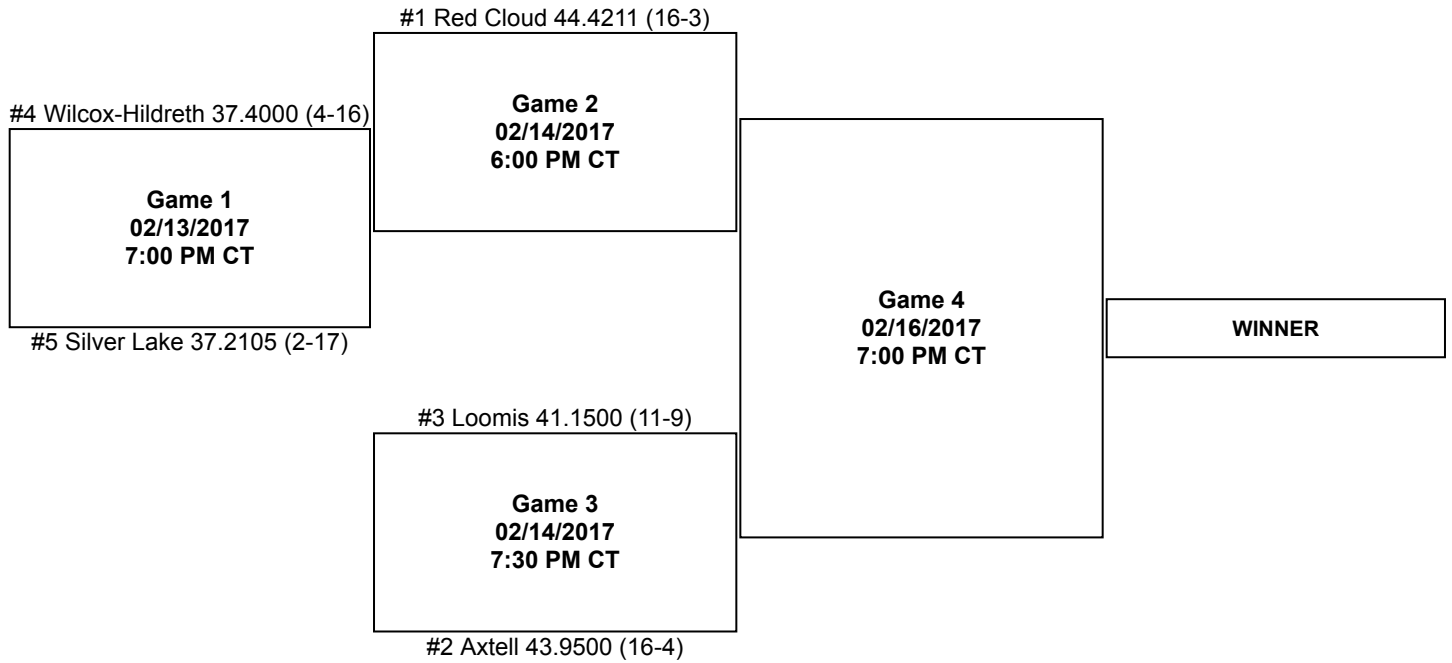 #1 Red Cloud 44.4211 (16-3)
Game 2
02/14/2017
6:00 PM CT
#4 Wilcox-Hildreth 37.4000 (4-16)
Game 1
02/13/2017
7:00 PM CT
#5 Silver Lake 37.2105 (2-17)
Game 4
02/16/2017
7:00 PM CT
WINNER
#3 Loomis 41.1500 (11-9)
Game 3
02/14/2017
7:30 PM CT
#2 Axtell 43.9500 (16-4)